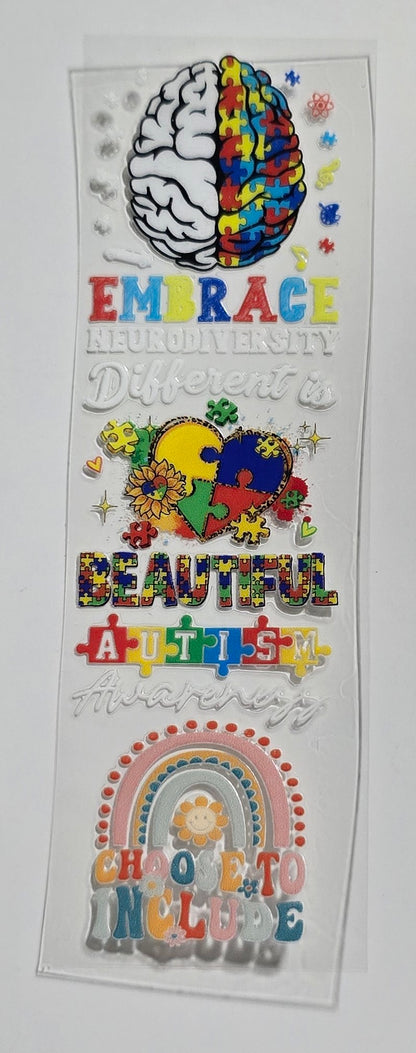 EMBRACE
NEURODIVERSITY
Different is
BEAUTIFUL
AUTISM
Awareness
CHOOSE TO
INCLUDE